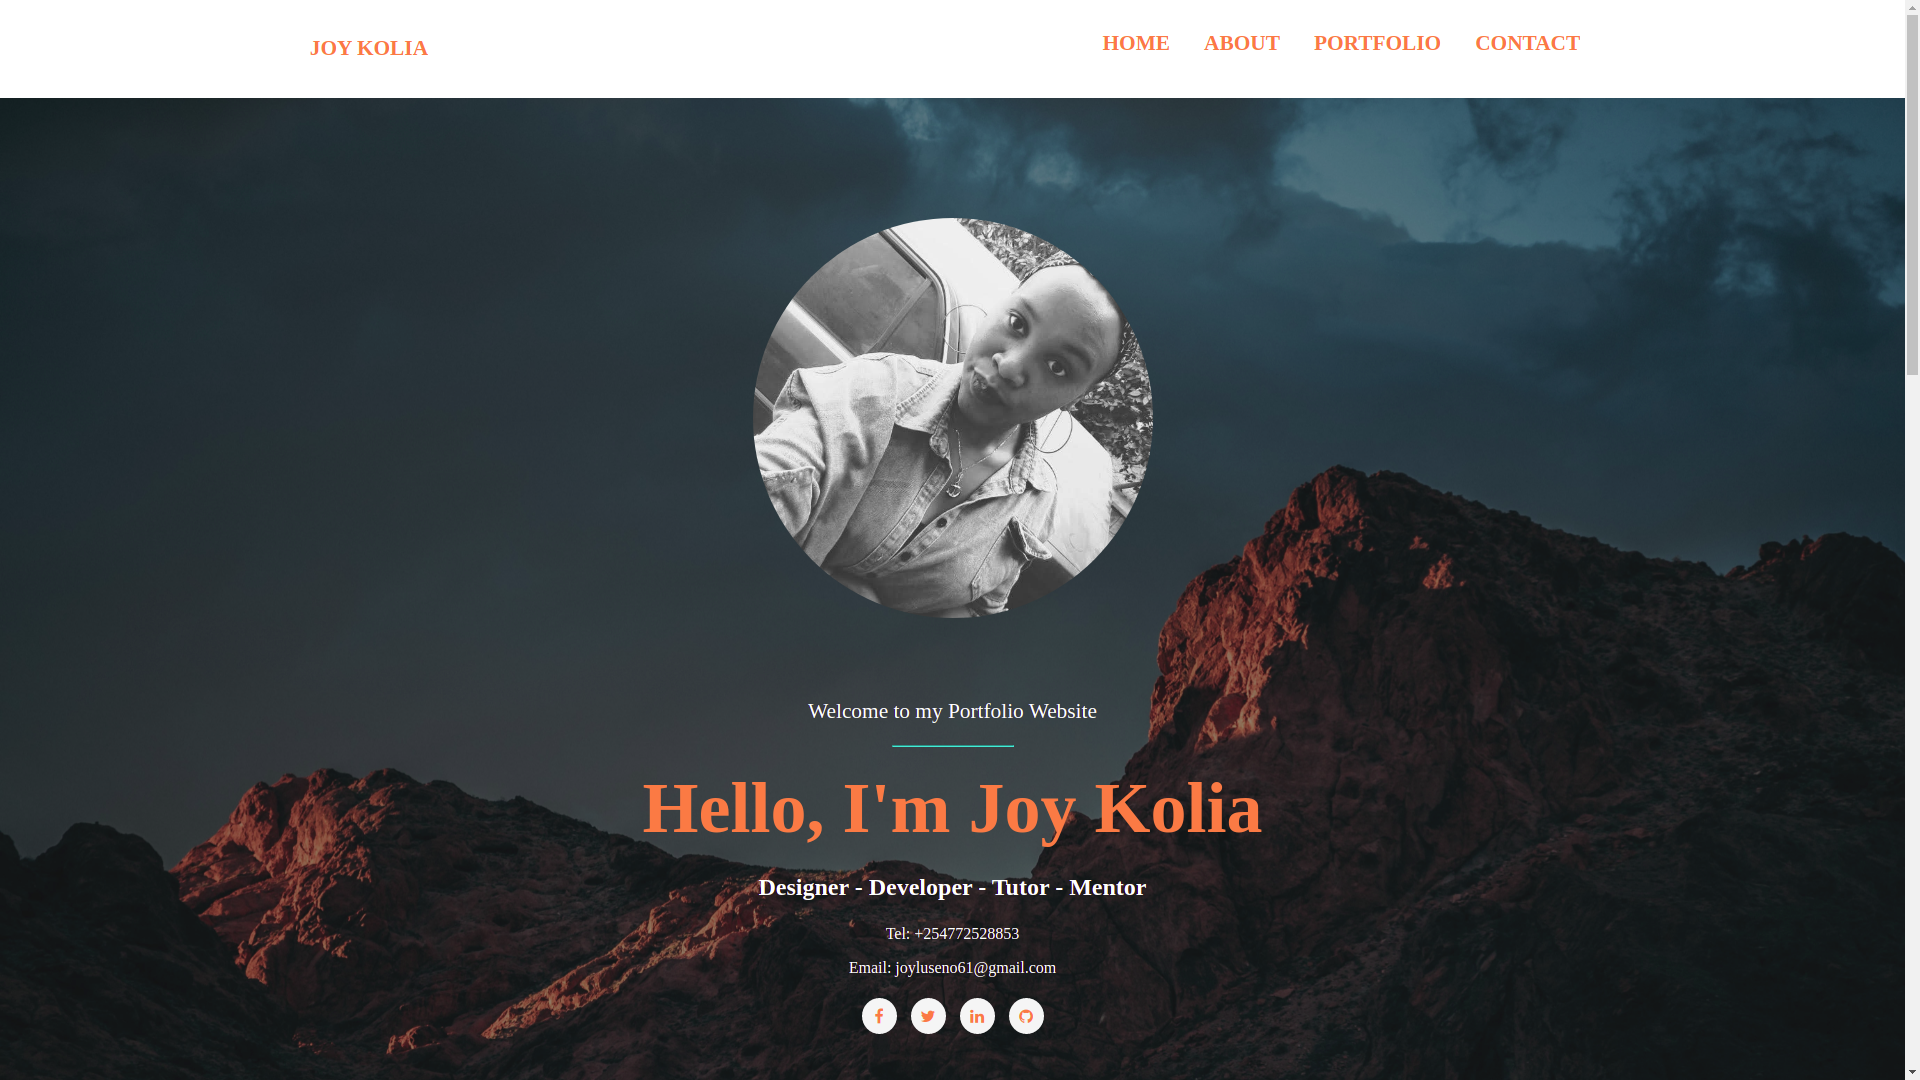 JOY KOLIA
HOME ABOUT PORTFOLIO CONTACT
Welcome to my Portfolio Website
Hello, I'm Joy Kolia
Designer - Developer - Tutor - Mentor
Tel: +254772528853
Email: joyluseno61@gmail.com